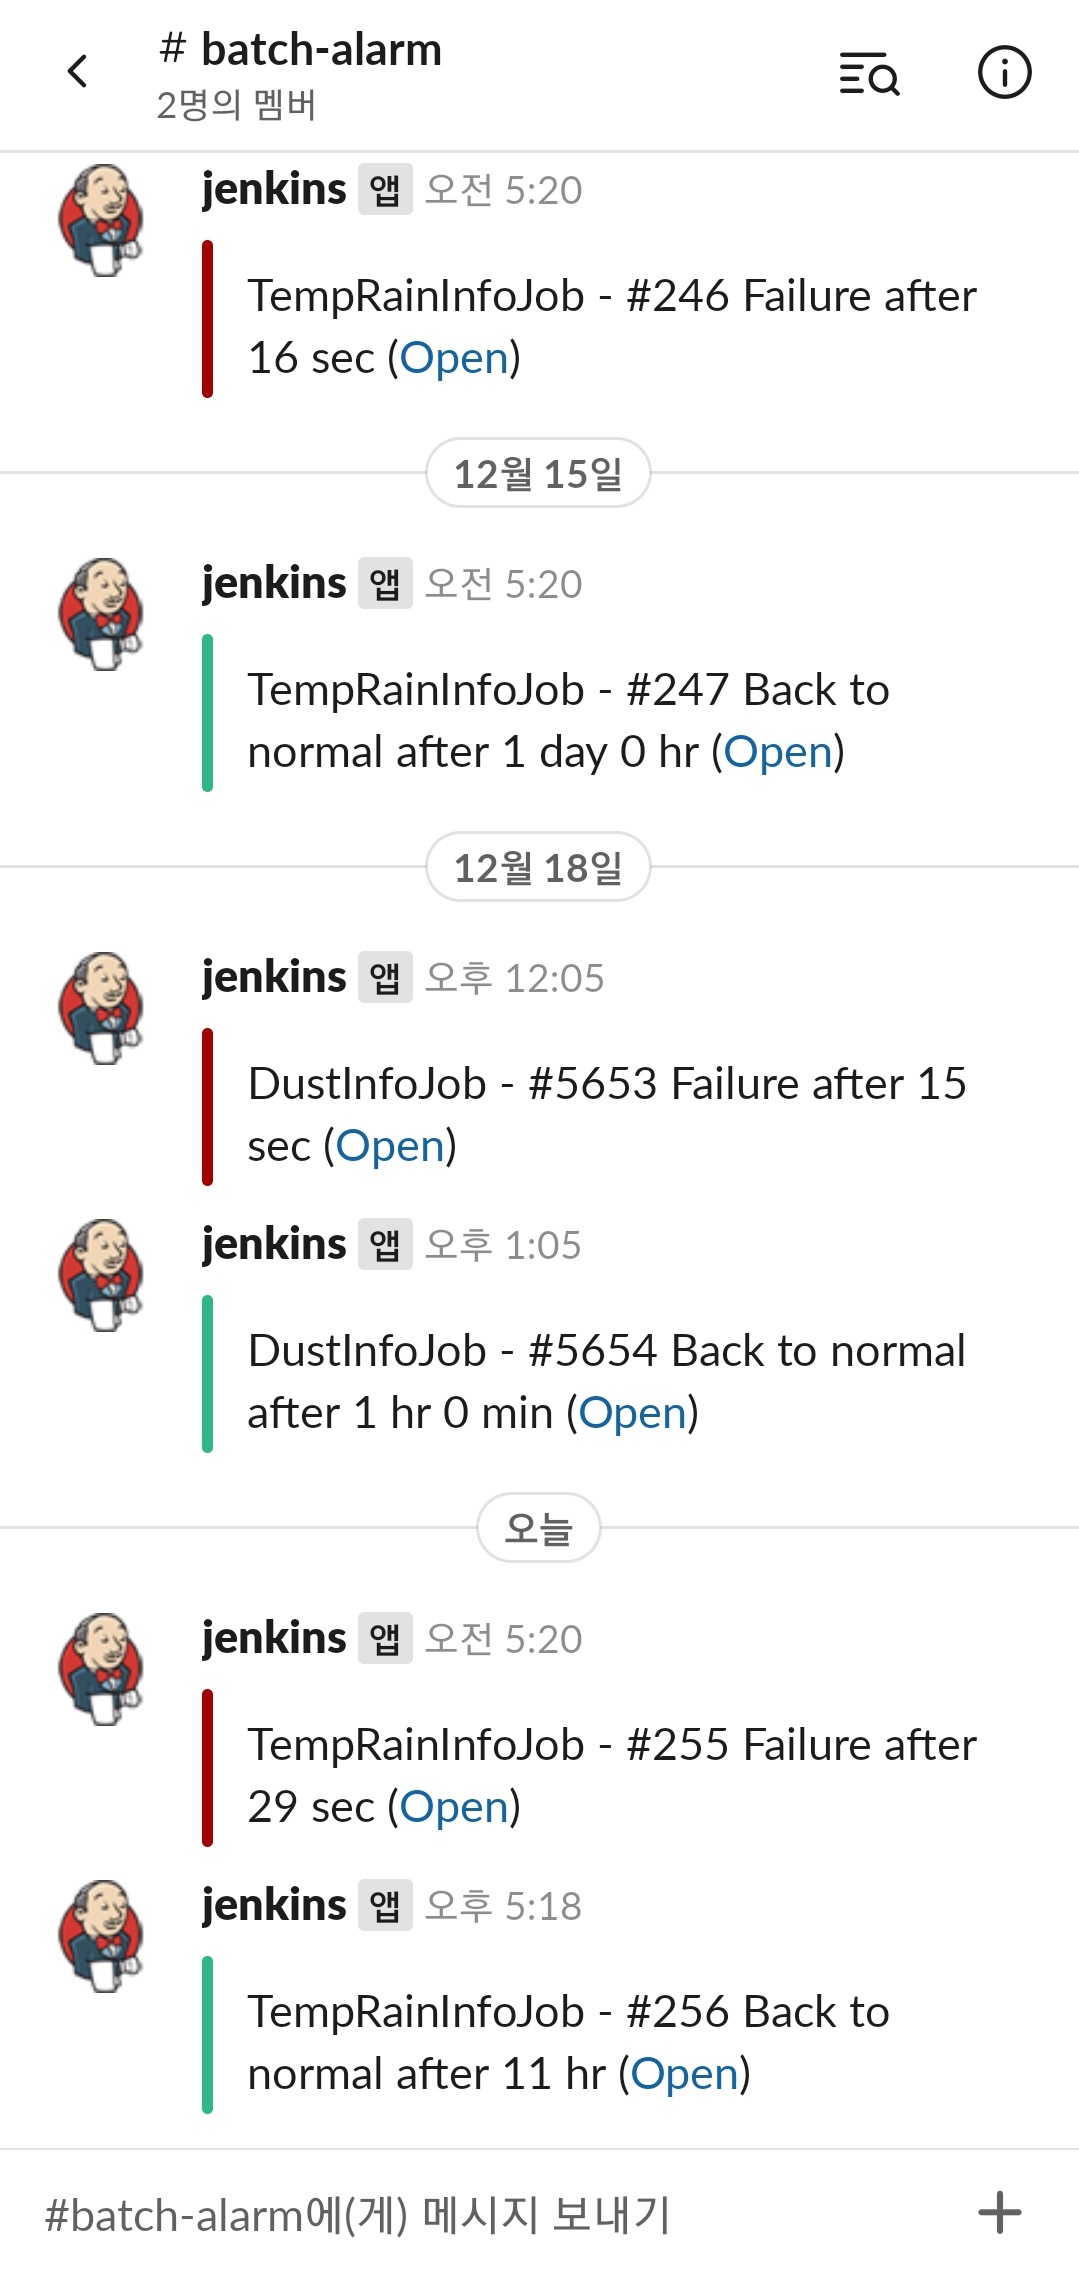 # batch-alarm
2명의 멤버
jenkins 앱 오전 5:20
TempRainInfoJob - #246 Failure after
16 sec (Open)
12월 15일
jenkins 앱 오전 5:20
TempRainInfoJob - #247 Back to
normal after 1 day 0 hr (Open)
12월 18일
jenkins 앱 오후 12:05
DustInfoJob - #5653 Failure after 15
sec (Open)
jenkins 앱 오후 1:05
DustInfoJob - #5654 Back to normal
after 1 hr 0 min (Open)
오늘
jenkins 앱 오전 5:20
TempRainInfoJob - #255 Failure after
29 sec (Open)
jenkins 앱 오후 5:18
TempRainInfoJob - #256 Back to
normal after 11 hr (Open)
#batch-alarm에(게) 메시지 보내기